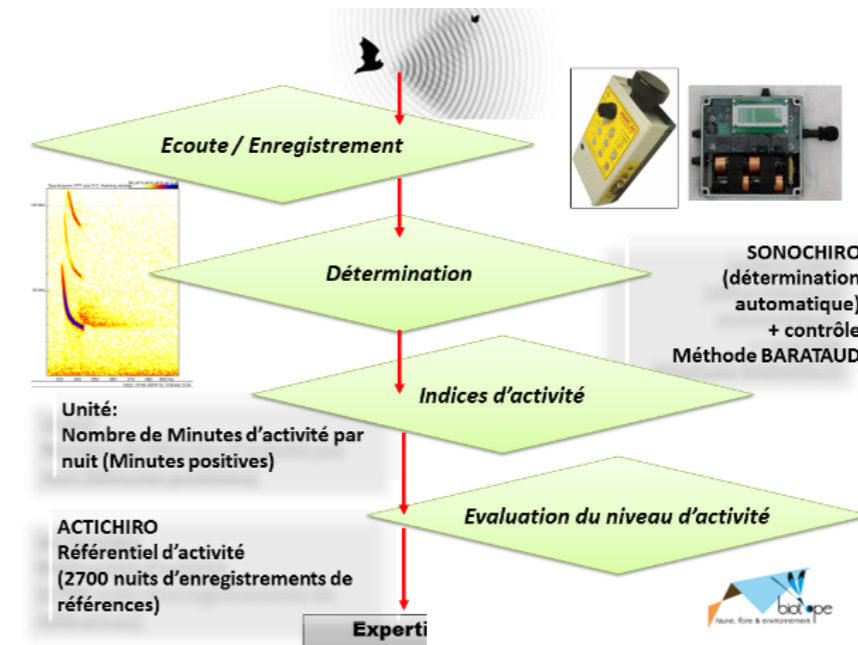 Ecoute / Enregistrement
Détermination
SONOCHIRO
(détermination
automatique)
+ contrôle
Méthode BARATAUD
Indices d'activité
Unité:
Nombre de Minutes d'activité par
nuit (Minutes positives)
Evaluation du niveau d'activité
ACTICHIRO
Référentiel d'activité
(2700 nuits d'enregistrements de
références)
Experti
biotope
faune, flore & environnement